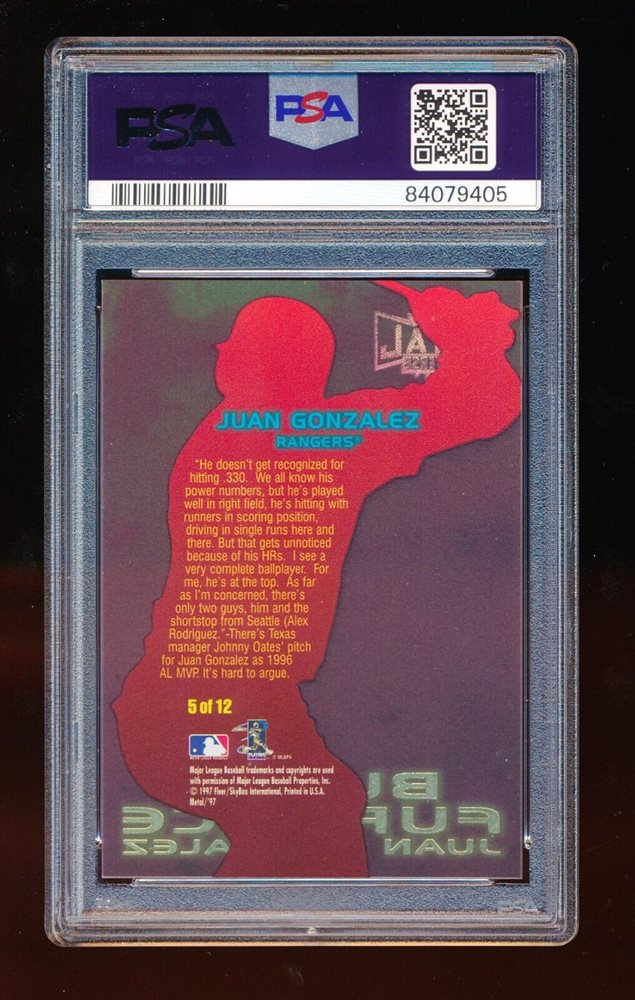 PSA
PSA PSA PSA
PSA
84079405
JUAN GONZALEZ
RANGERS®
"He doesn't get recognized for
hitting .330. We all know his
power numbers, but he's played
well in right field, he's hitting with
runners in scoring position,
driving in single runs here and
there. But that gets unnoticed
because of his HRs. I see a
very complete ballplayer. For
me, he's at the top. As far
as I'm concerned, there's
only two guys, him and the
shortstop from Seattle (Alex
Rodriguez."-There's Texas
manager Johnny Oates' pitch
for Juan Gonzalez as 1996
AL MVP. It's hard to argue.
5 of 12
© MLBPA
Major League Baseball trademarks and copyrights are used
with permission of Major League Baseball Properties, Inc.
© 1997 Fleer/SkyBox International, Printed in U.S.A.
Metal/'97
JUAN
PSA